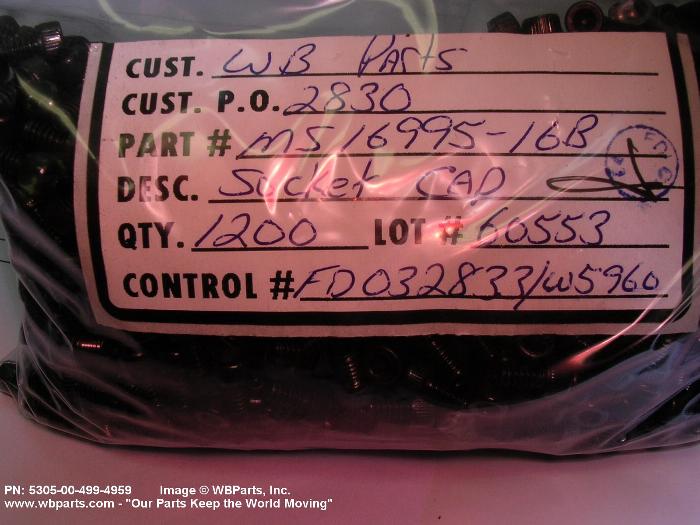 CUST. WB Parts
CUST. P.O. 2830
PART # MS16995-16B
DESC. Socket CAP
QTY. 1200 LOT # 60553
CONTROL # FD032833/W5960
PN: 5305-00-499-4959 Image © WBParts, Inc.
www.wbparts.com - "Our Parts Keep the World Moving"